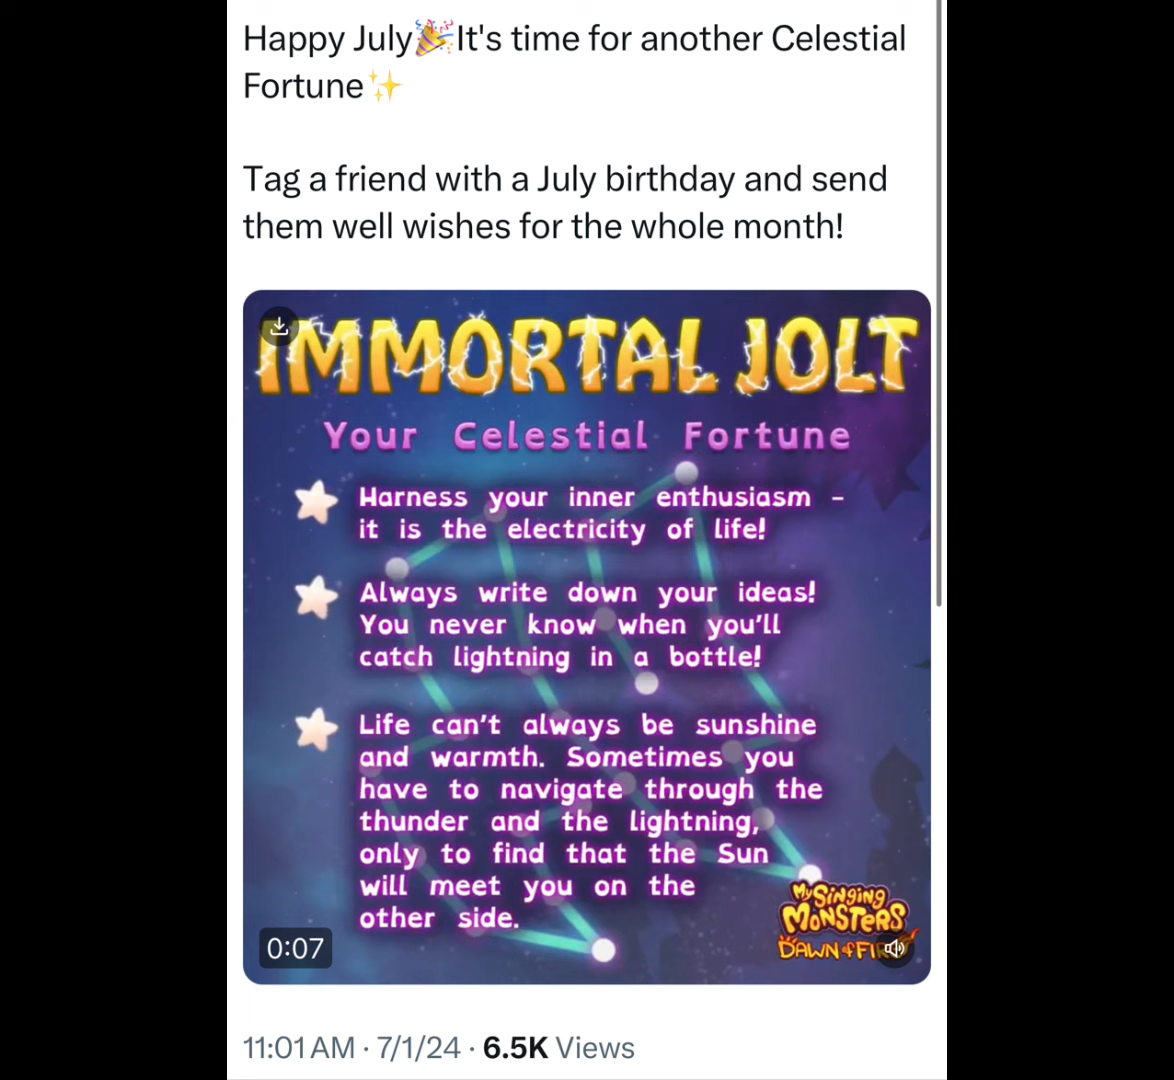 Happy July🎉It's time for another Celestial
Fortune✨
Tag a friend with a July birthday and send
them well wishes for the whole month!
IMMORTAL JOLT
Your Celestial Fortune
Harness your inner enthusiasm -
it is the electricity of life!
Always write down your ideas!
You never know when you'll
catch lightning in a bottle!
Life can't always be sunshine
and warmth. Sometimes you
have to navigate through the
thunder and the lightning,
only to find that the Sun
will meet you on the
other side.
My Singing
Monsters
DAWN of FIRE
0:07
11:01 AM · 7/1/24 · 6.5K Views